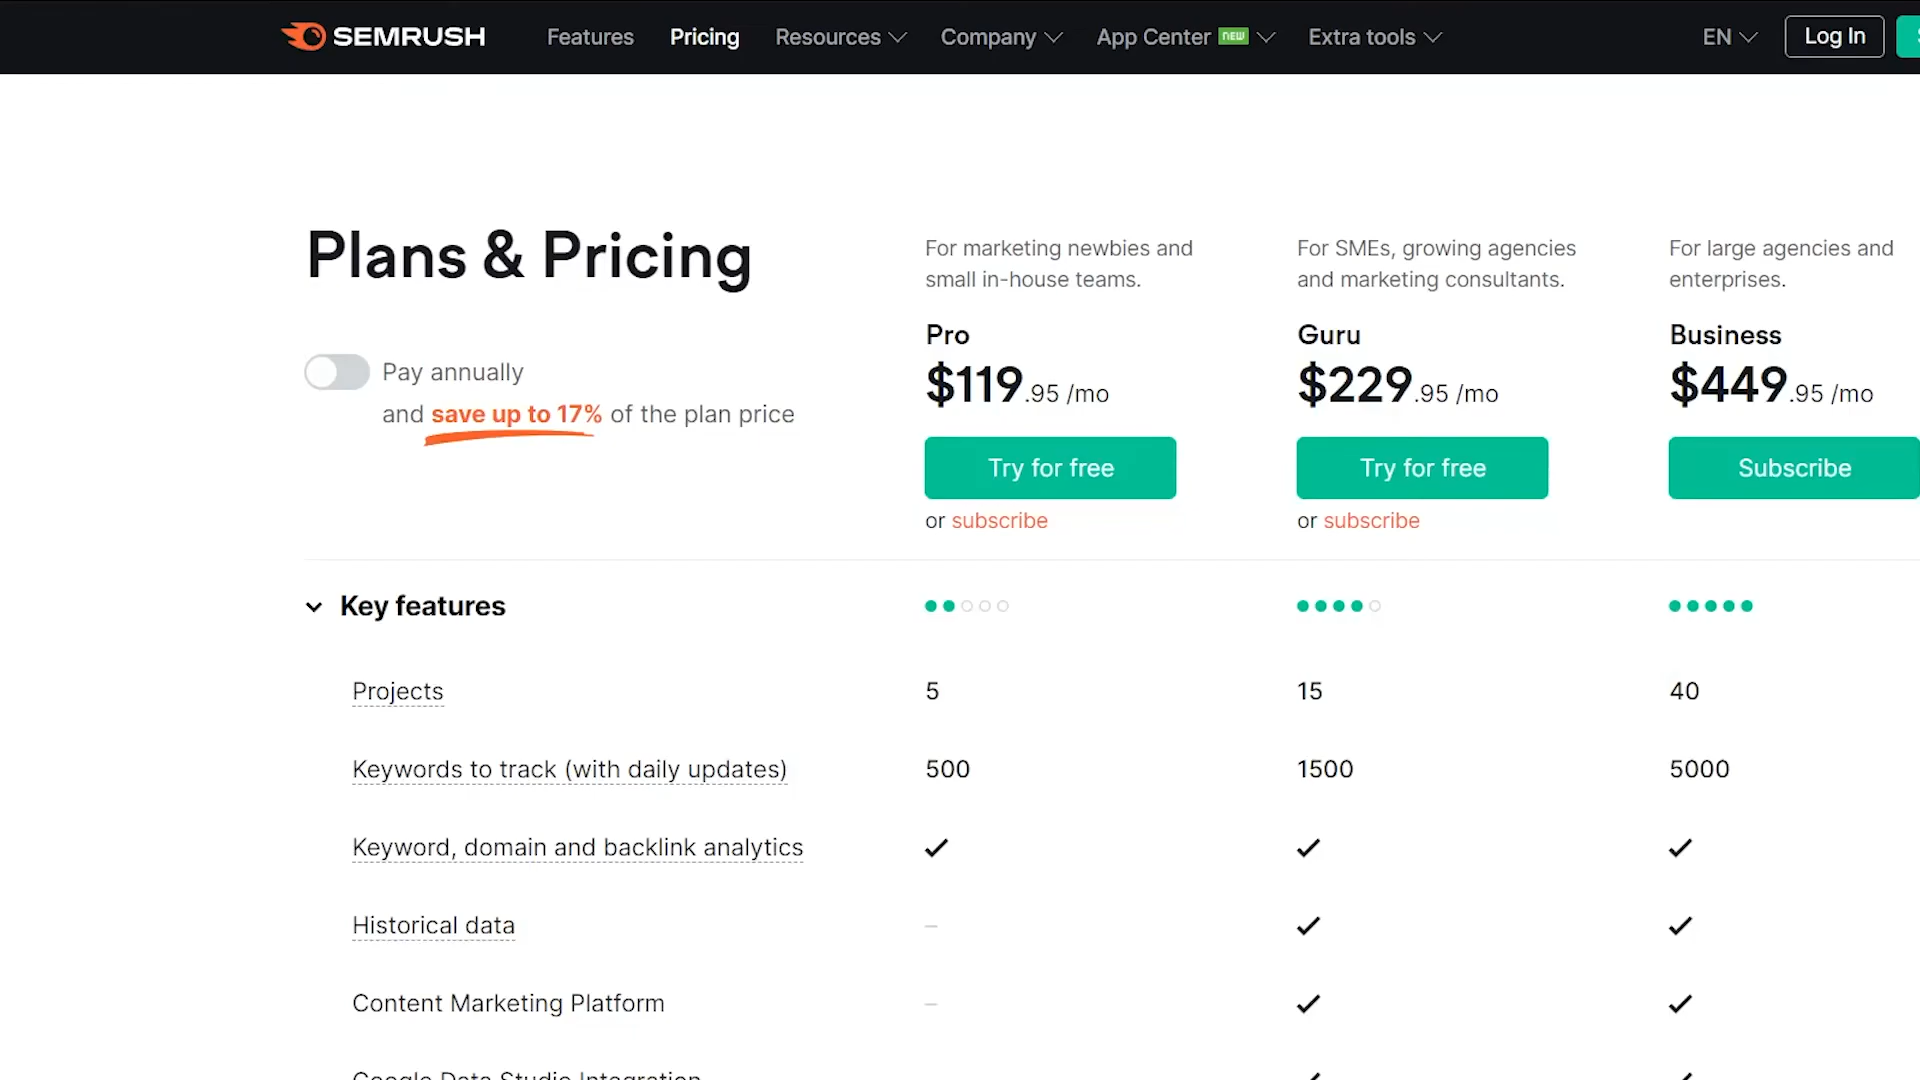 SEMRUSH Features Pricing Resources Company App Center NEW Extra tools EN Log In
Plans & Pricing
Pay annually
and save up to 17% of the plan price
For marketing newbies and
small in-house teams.
Pro
$119.95 /mo
Try for free
or subscribe
For SMEs, growing agencies
and marketing consultants.
Guru
$229.95 /mo
Try for free
or subscribe
For large agencies and
enterprises.
Business
$449.95 /mo
Subscribe
Key features
Projects 5 15 40
Keywords to track (with daily updates) 500 1500 5000
Keyword, domain and backlink analytics
Historical data – 
Content Marketing Platform –
Google Data Studio Integration